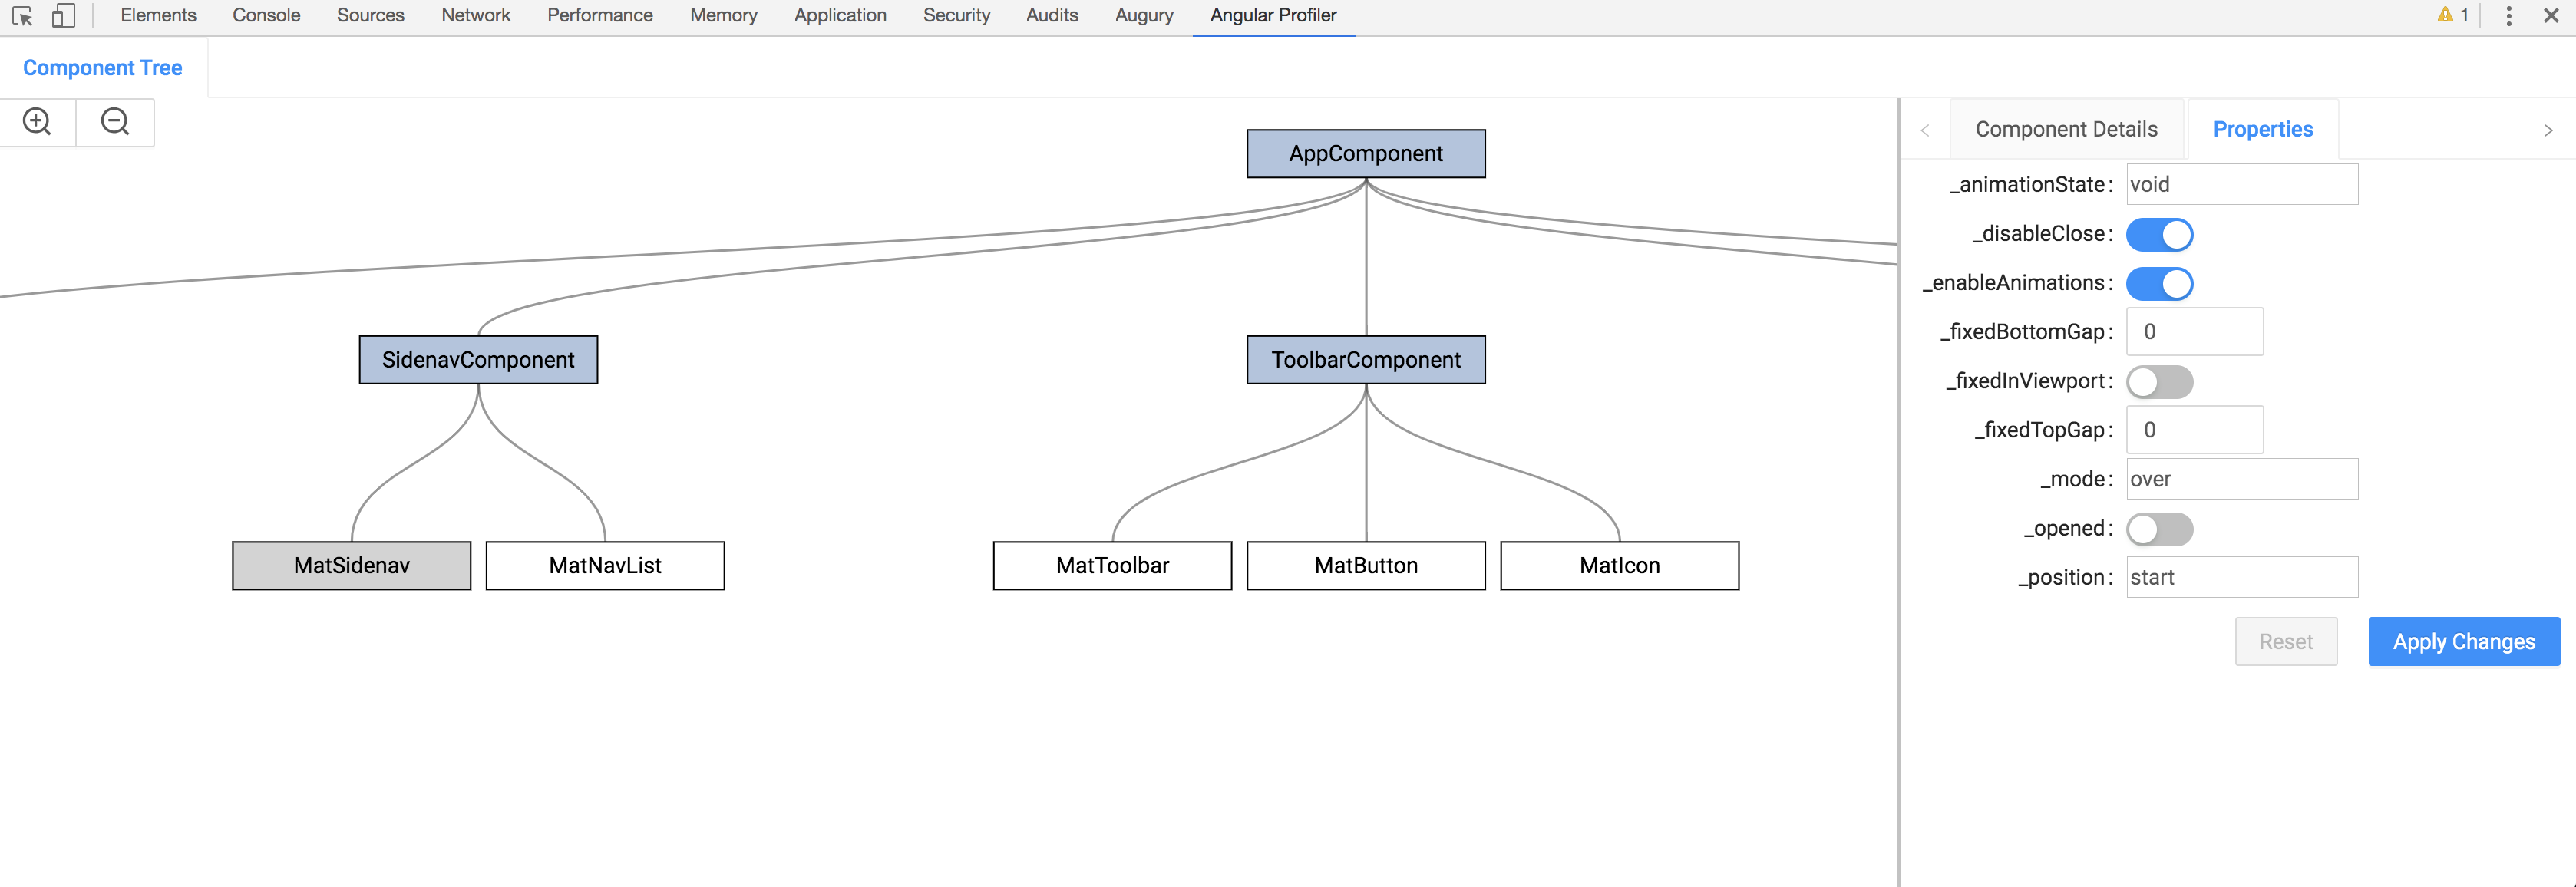 Elements Console Sources Network Performance Memory Application Security Audits Augury Angular Profiler 1
Component Tree
Component Details Properties
AppComponent
SidenavComponent
ToolbarComponent
MatSidenav
MatNavList
MatToolbar
MatButton
MatIcon
_animationState: void
_disableClose:
_enableAnimations:
_fixedBottomGap: 0
_fixedInViewport:
_fixedTopGap: 0
_mode: over
_opened:
_position: start
Reset Apply Changes